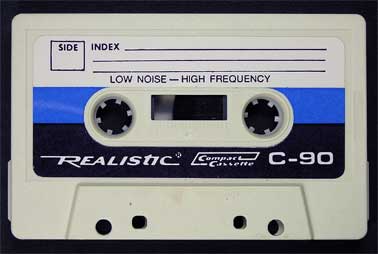 SIDE INDEX
LOW NOISE — HIGH FREQUENCY
REALISTIC® Compact Cassette C-90